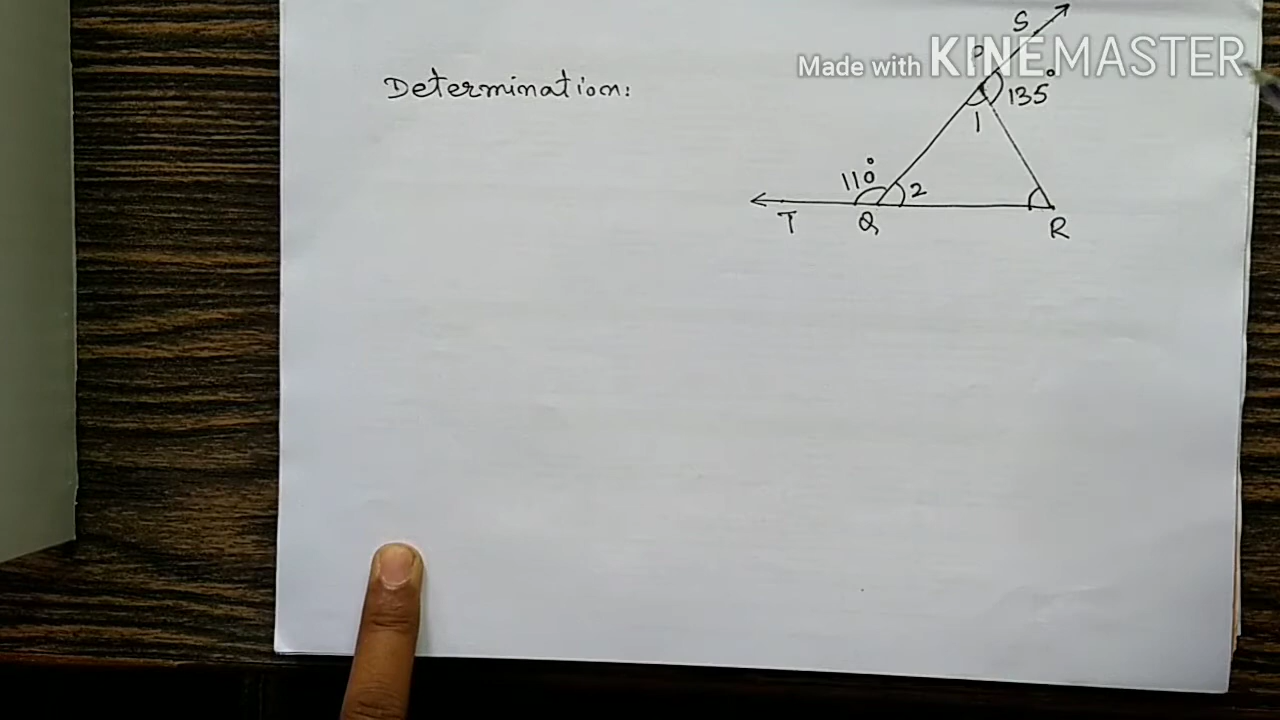 S
P
Made with KINEMASTER
Determination:
135°
1
110°
2
T Q R